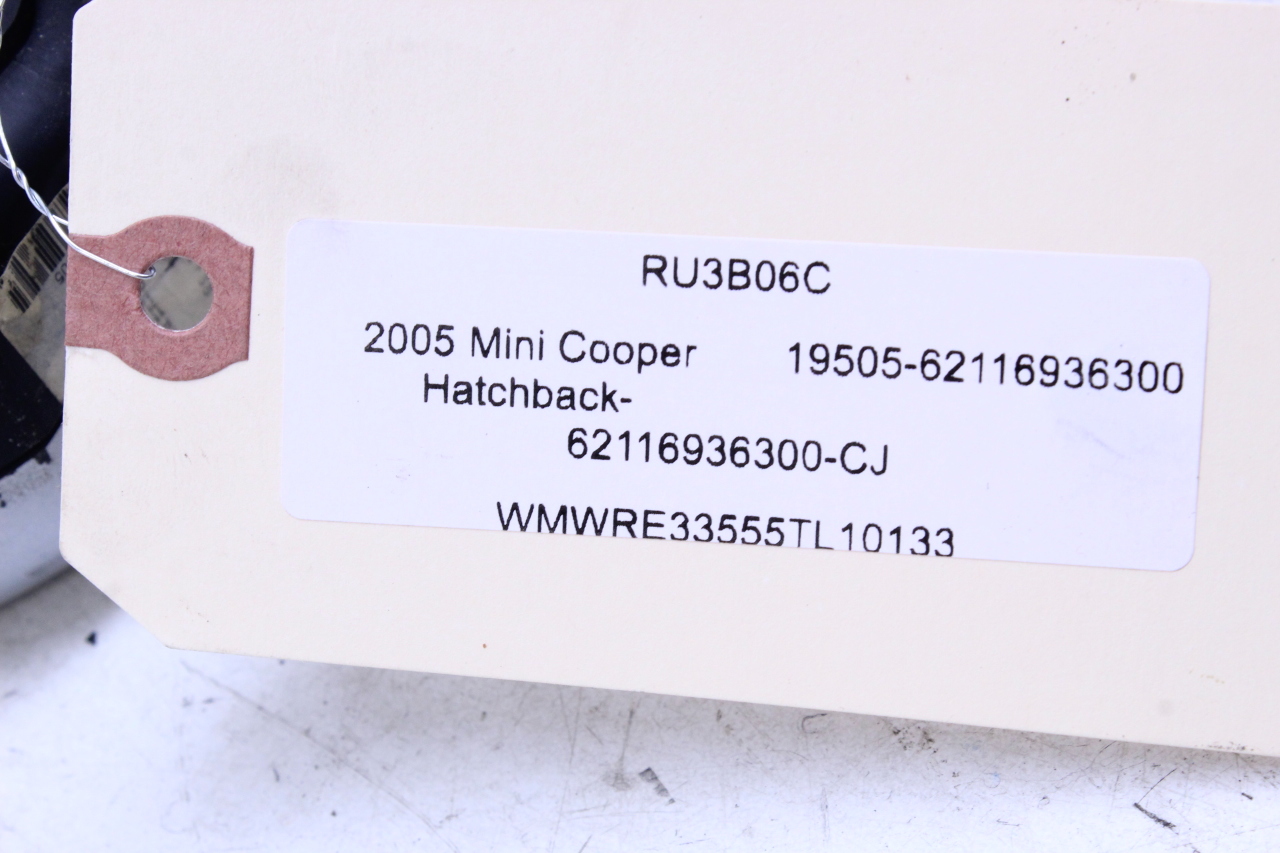 RU3B06C
2005 Mini Cooper 19505-62116936300
Hatchback-
62116936300-CJ
WMWRE33555TL10133